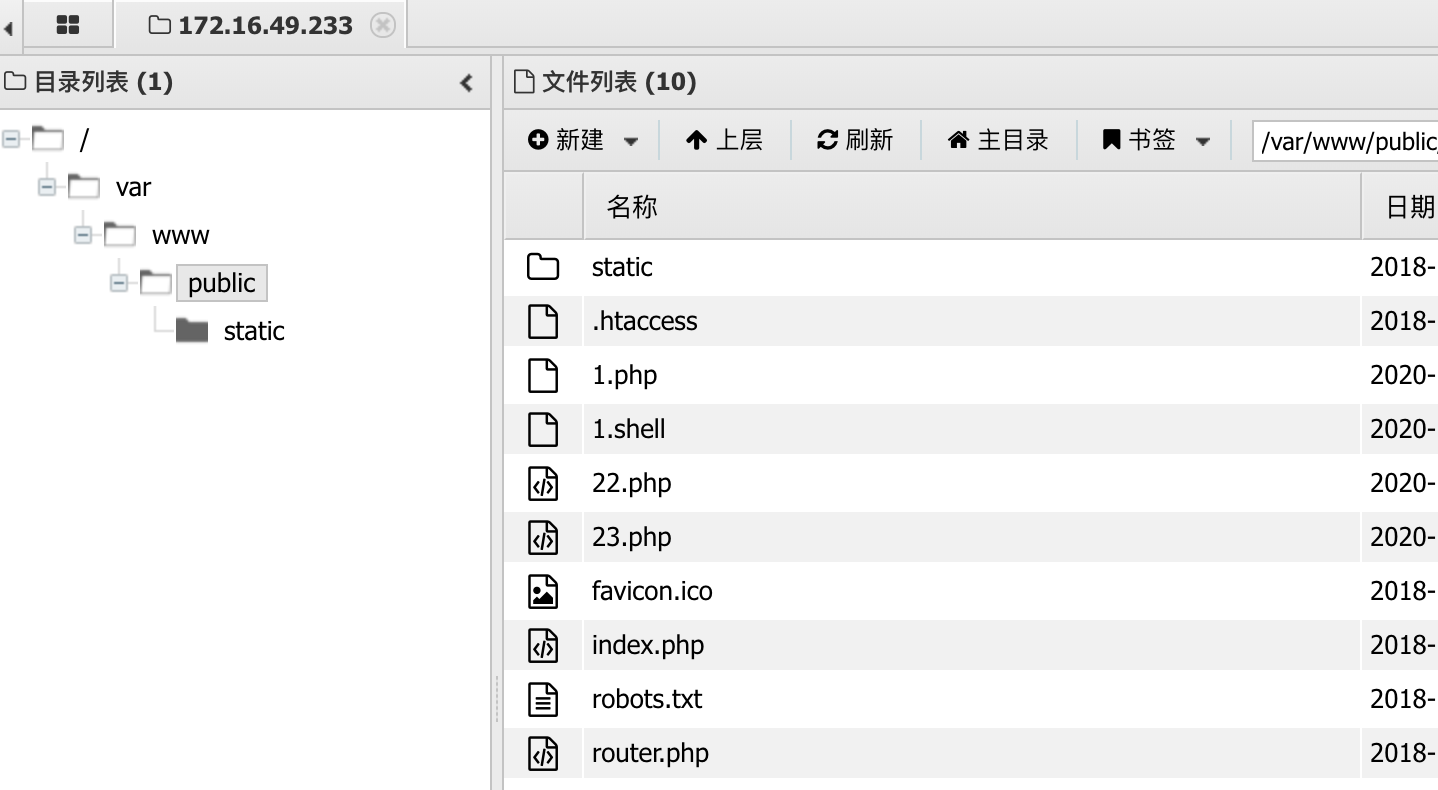 172.16.49.233
目录列表 (1)
/
var
www
public
static
文件列表 (10)
新建 上层 刷新 主目录 书签 /var/www/public/
名称 日期
static 2018-
.htaccess 2018-
1.php 2020-
1.shell 2020-
22.php 2020-
23.php 2020-
favicon.ico 2018-
index.php 2018-
robots.txt 2018-
router.php 2018-